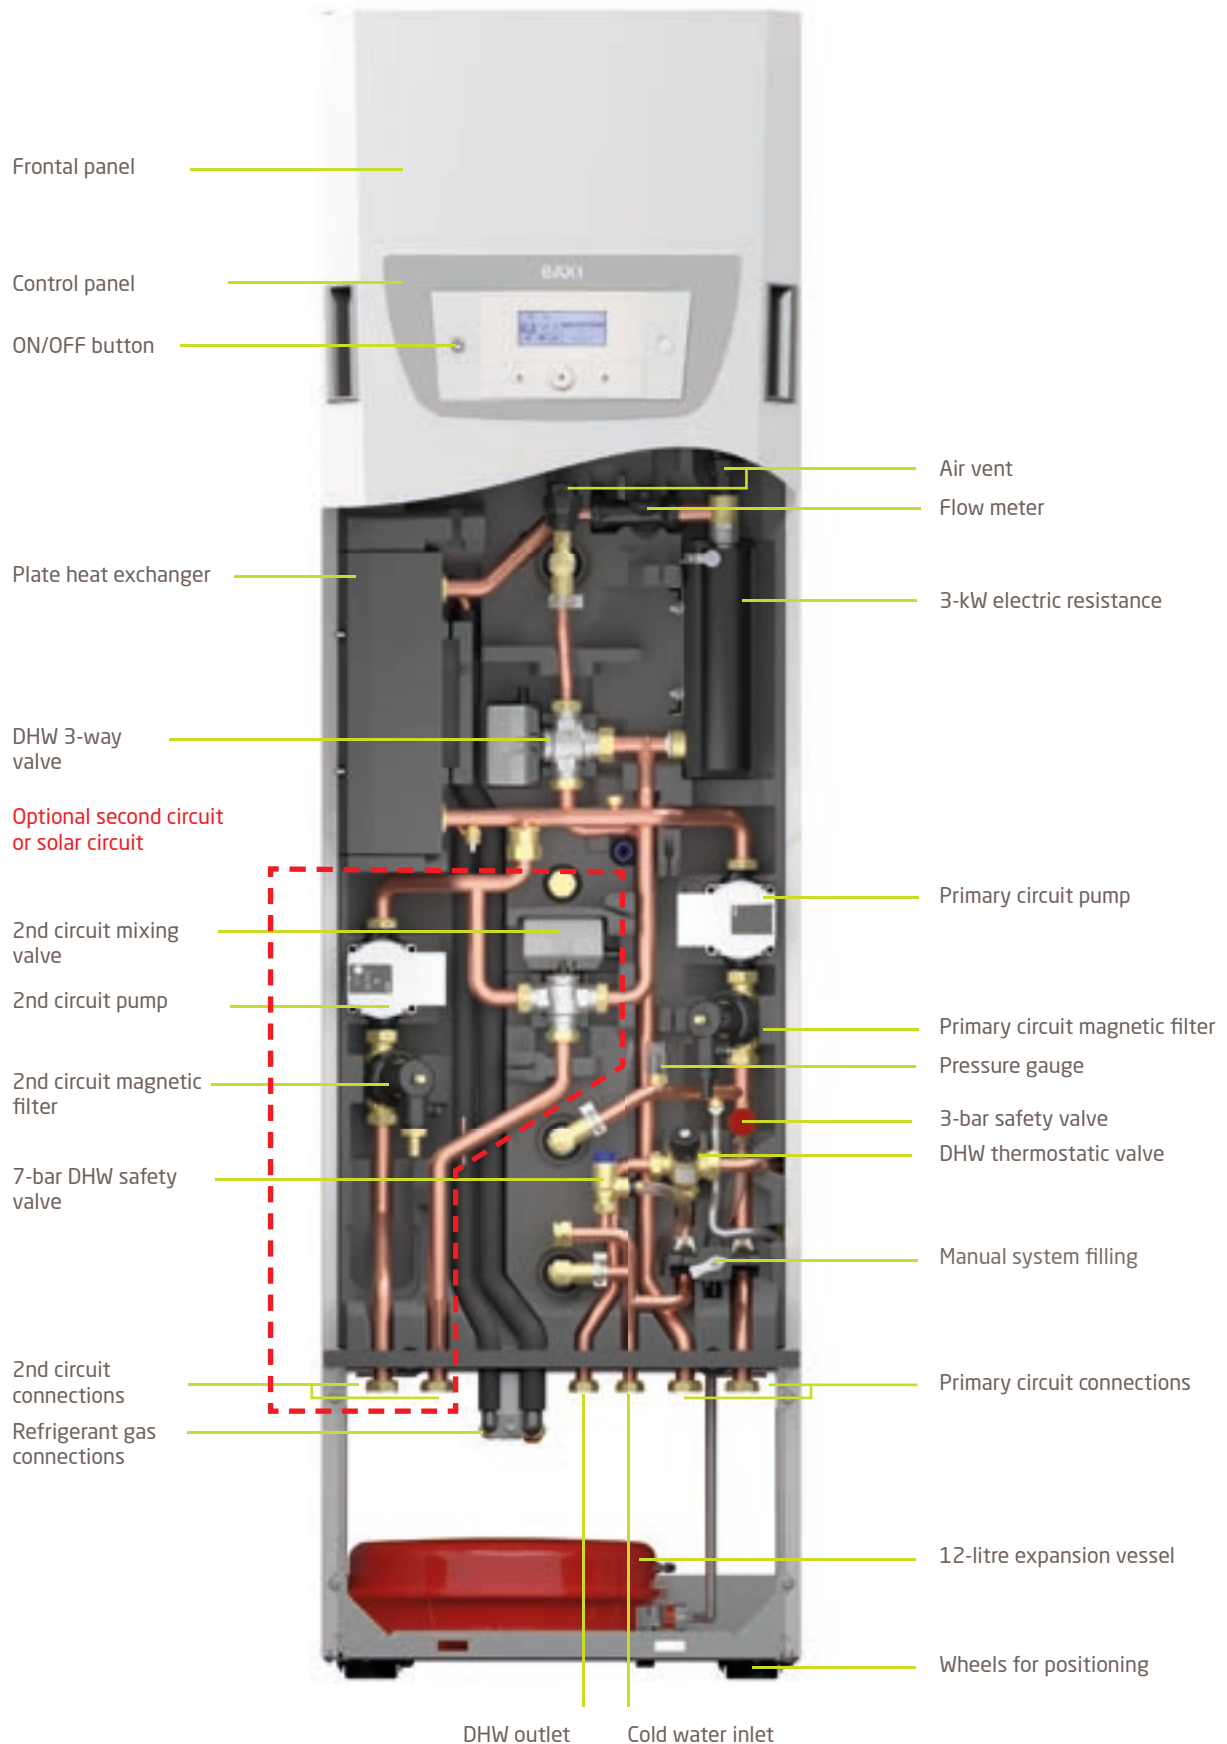 Frontal panel
Control panel
BAXI
ON/OFF button
Air vent
Flow meter
Plate heat exchanger
3-kW electric resistance
DHW 3-way
valve
Optional second circuit
or solar circuit
Primary circuit pump
2nd circuit mixing
valve
2nd circuit pump
Primary circuit magnetic filter
Pressure gauge
2nd circuit magnetic
filter
3-bar safety valve
DHW thermostatic valve
7-bar DHW safety
valve
Manual system filling
2nd circuit
connections
Primary circuit connections
Refrigerant gas
connections
12-litre expansion vessel
Wheels for positioning
DHW outlet
Cold water inlet